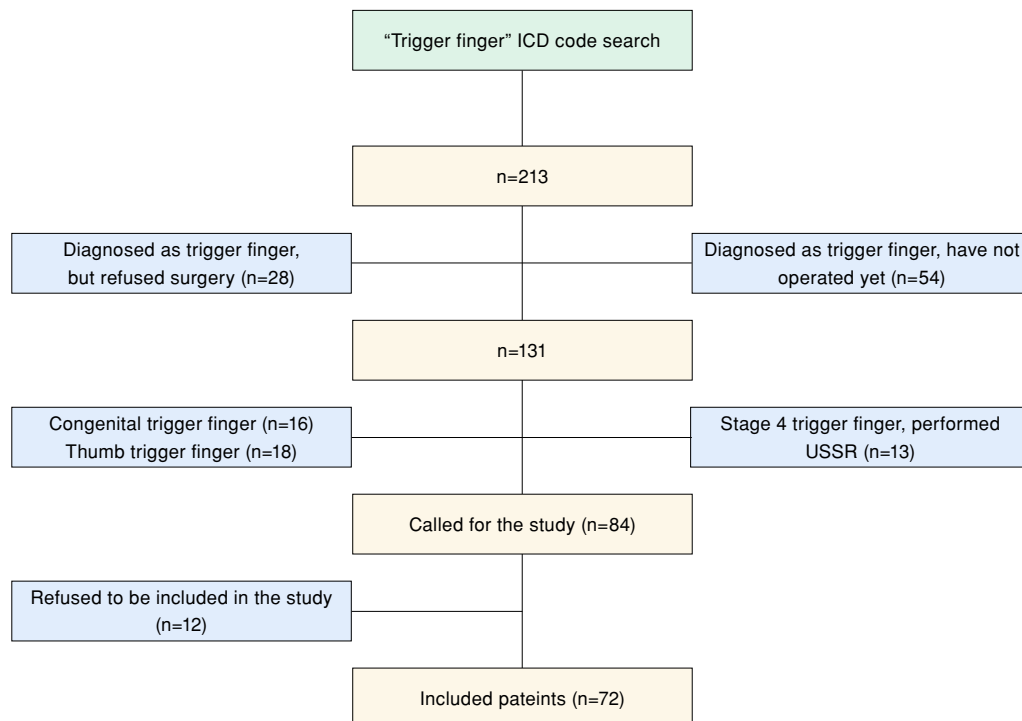 “Trigger finger” ICD code search
n=213
Diagnosed as trigger finger,
but refused surgery (n=28)
Diagnosed as trigger finger, have not
operated yet (n=54)
n=131
Congenital trigger finger (n=16)
Thumb trigger finger (n=18)
Stage 4 trigger finger, performed
USSR (n=13)
Called for the study (n=84)
Refused to be included in the study
(n=12)
Included pateints (n=72)